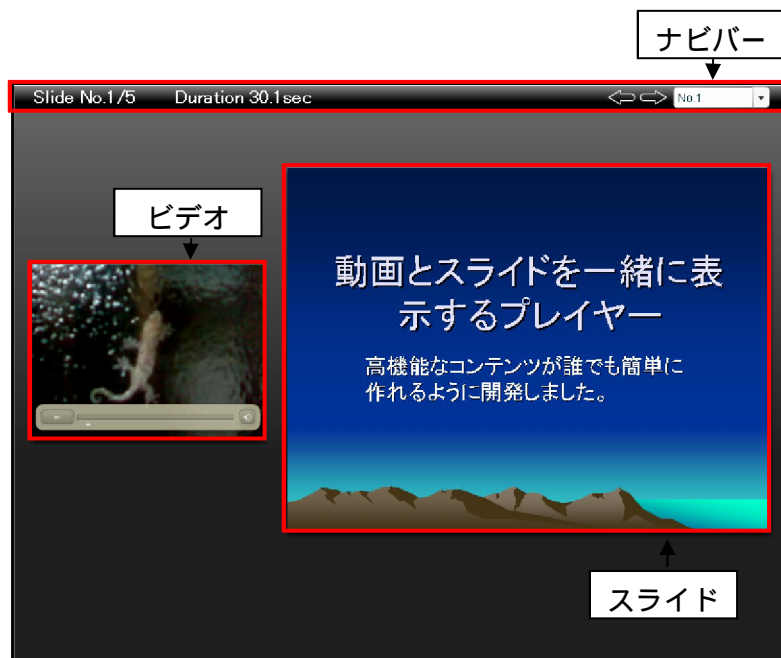 ナビバー
Slide No.1/5 Duration 30.1sec No.1
ビデオ
動画とスライドを一緒に表
示するプレイヤー
高機能なコンテンツが誰でも簡単に
作れるように開発しました。
スライド